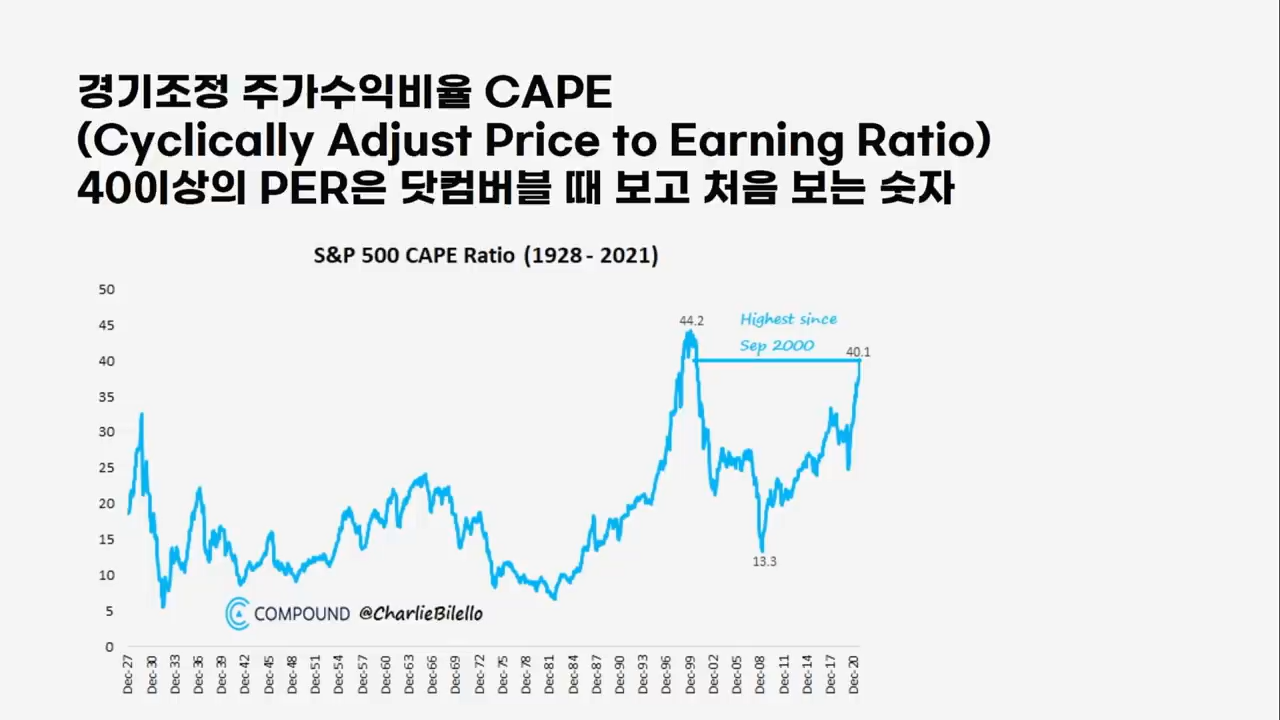 경기조정 주가수익비율 CAPE
(Cyclically Adjust Price to Earning Ratio)
40이상의 PER은 닷컴버블 때 보고 처음 보는 숫자
S&P 500 CAPE Ratio (1928 - 2021)
50
45
40
35
30
25
20
15
10
5
0
44.2
Highest since
Sep 2000
40.1
13.3
COMPOUND @CharlieBilello
Dec-27
Dec-30
Dec-33
Dec-36
Dec-39
Dec-42
Dec-45
Dec-48
Dec-51
Dec-54
Dec-57
Dec-60
Dec-63
Dec-66
Dec-69
Dec-72
Dec-75
Dec-78
Dec-81
Dec-84
Dec-87
Dec-90
Dec-93
Dec-96
Dec-99
Dec-02
Dec-05
Dec-08
Dec-11
Dec-14
Dec-17
Dec-20